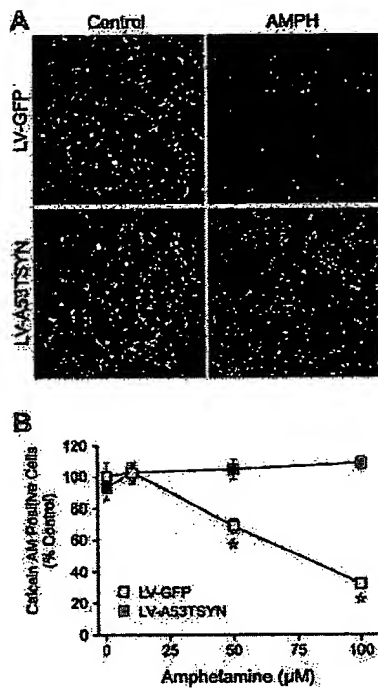 A
Control AMPH
LV-GFP
LV-A53TSYN
B
Calcein AM Positive Cells
(% Control)
120
100
80
60
40
20
0
*
*
LV-GFP
LV-A53TSYN
0 25 50 75 100
Amphetamine (µM)